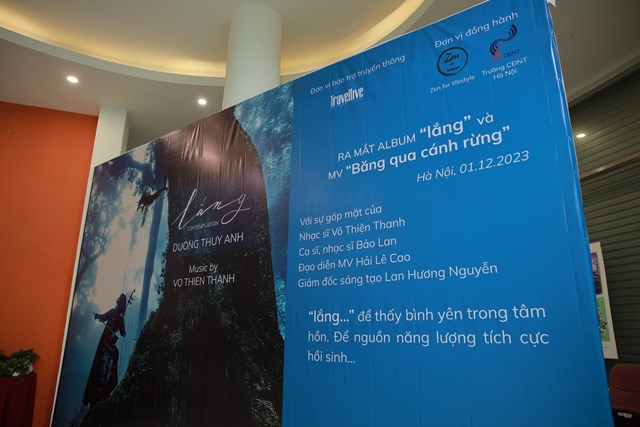 lắng
CONTEMPLATION
DUONG THUY ANH
Music by
VO THIEN THANH
Đơn vị bảo trợ truyền thông
Travellive
Đơn vị đồng hành
Zen
Zen for lifestyle
CĐNT
Trường CĐNT
Hà Nội
RA MẮT ALBUM “lắng” và
MV “Băng qua cánh rừng”
Hà Nội, 01.12.2023
Với sự góp mặt của
Nhạc sĩ Võ Thiện Thanh
Ca sĩ, nhạc sĩ Bảo Lan
Đạo diễn MV Hải Lê Cao
Giám đốc sáng tạo Lan Hương Nguyễn
“lắng...” để thấy bình yên trong tâm
hồn. Để nguồn năng lượng tích cực
hồi sinh...